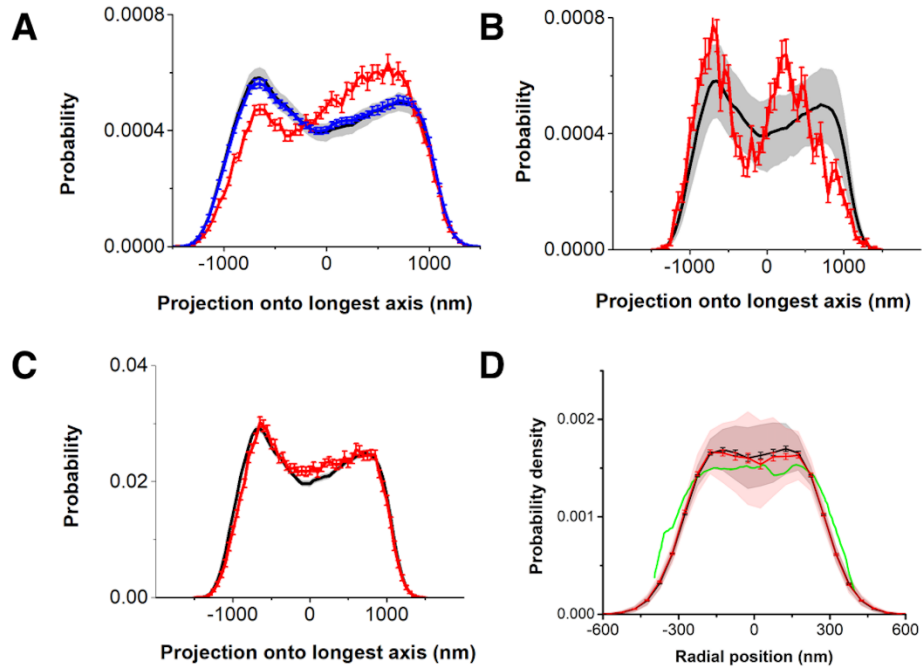 A
0.0008
0.0004
0.0000
Probability
-1000 0 1000
Projection onto longest axis (nm)
B
0.0008
0.0004
0.0000
Probability
-1000 0 1000
Projection onto longest axis (nm)
C
0.04
0.02
0.00
Probability
-1000 0 1000
Projection onto longest axis (nm)
D
0.002
0.001
0.000
Probability density
-600 -300 0 300 600
Radial position (nm)